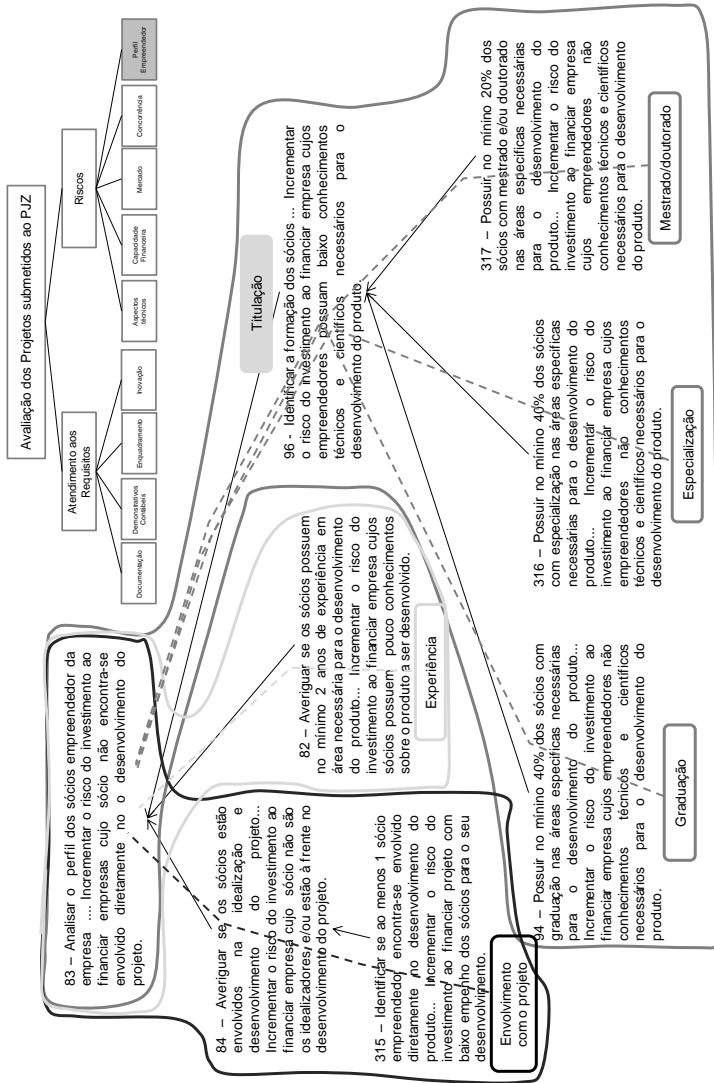 Avaliação dos Projetos submetidos ao PJZ
Atendimento aos
Requisitos
Riscos
Documentação
Demonstrativos
Contábeis
Enquadramento
Inovação
Aspectos
técnicos
Capacidade
Financeira
Mercado
Concorrência
Perfil
Empreendedor
83 – Analisar o perfil dos sócios empreendedor da
empresa .... Incrementar o risco do investimento ao
financiar empresas cujo sócio não encontra-se
envolvido diretamente no o desenvolvimento do
projeto.
84 – Averiguar se os sócios estão
envolvidos na idealização e
desenvolvimento do projeto...
Incrementar o risco do investimento ao
financiar empresa cujo sócio não são
os idealizadores, e/ou estão à frente no
desenvolvimento do projeto.
315 – Identificar se ao menos 1 sócio
empreendedor encontra-se envolvido
diretamente no desenvolvimento do
produto... Incrementar o risco do
investimento ao financiar projeto com
baixo empenho dos sócios para o seu
desenvolvimento.
Envolvimento
com o projeto
82 – Averiguar se os sócios possuem
no mínimo 2 anos de experiência em
área necessária para o desenvolvimento
do produto... Incrementar o risco do
investimento ao financiar empresa cujos
sócios possuem pouco conhecimentos
sobre o produto a ser desenvolvido.
Experiência
Titulação
96 - Identificar a formação dos sócios ... Incrementar
o risco do investimento ao financiar empresa cujos
empreendedores possuam baixo conhecimentos
técnicos e científicos necessários para o
desenvolvimento do produto.
94 – Possuir no mínimo 40% dos sócios com
graduação nas áreas especificas necessárias
para o desenvolvimento do produto...
Incrementar o risco do investimento ao
financiar empresa cujos empreendedores não
conhecimentos técnicos e científicos
necessários para o desenvolvimento do
produto.
Graduação
316 – Possuir no mínino 40% dos sócios
com especialização nas áreas especificas
necessárias para o desenvolvimento do
produto... Incrementar o risco do
investimento ao financiar empresa cujos
empreendedores não conhecimentos
técnicos e científicos necessários para o
desenvolvimento do produto.
Especialização
317 – Possuir no mínimo 20% dos
sócios com mestrado e/ou doutorado
nas áreas especificas necessárias
para o desenvolvimento do
produto... Incrementar o risco do
investimento ao financiar empresa
cujos empreendedores não
conhecimentos técnicos e científicos
necessários para o desenvolvimento
do produto.
Mestrado/doutorado